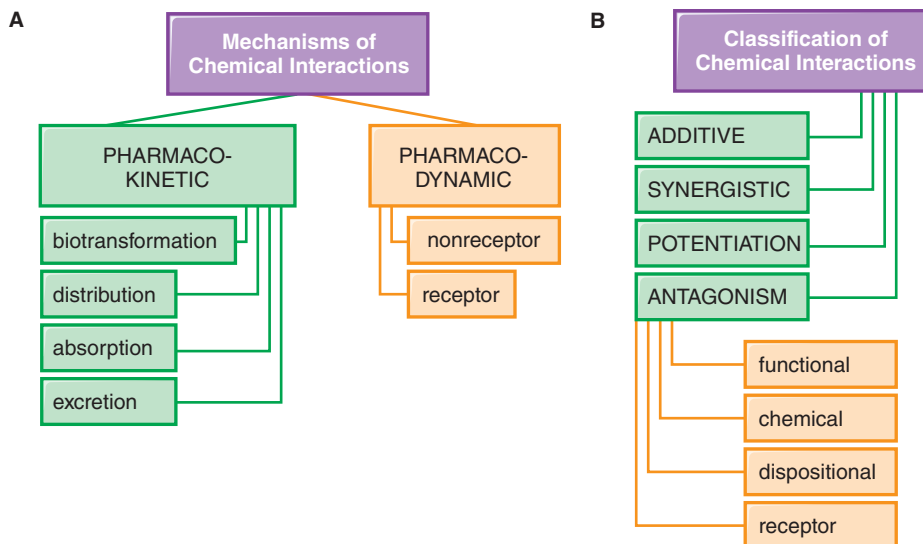 A
Mechanisms of
Chemical Interactions
PHARMACO-
KINETIC
biotransformation
distribution
absorption
excretion
PHARMACO-
DYNAMIC
nonreceptor
receptor
B
Classification of
Chemical Interactions
ADDITIVE
SYNERGISTIC
POTENTIATION
ANTAGONISM
functional
chemical
dispositional
receptor